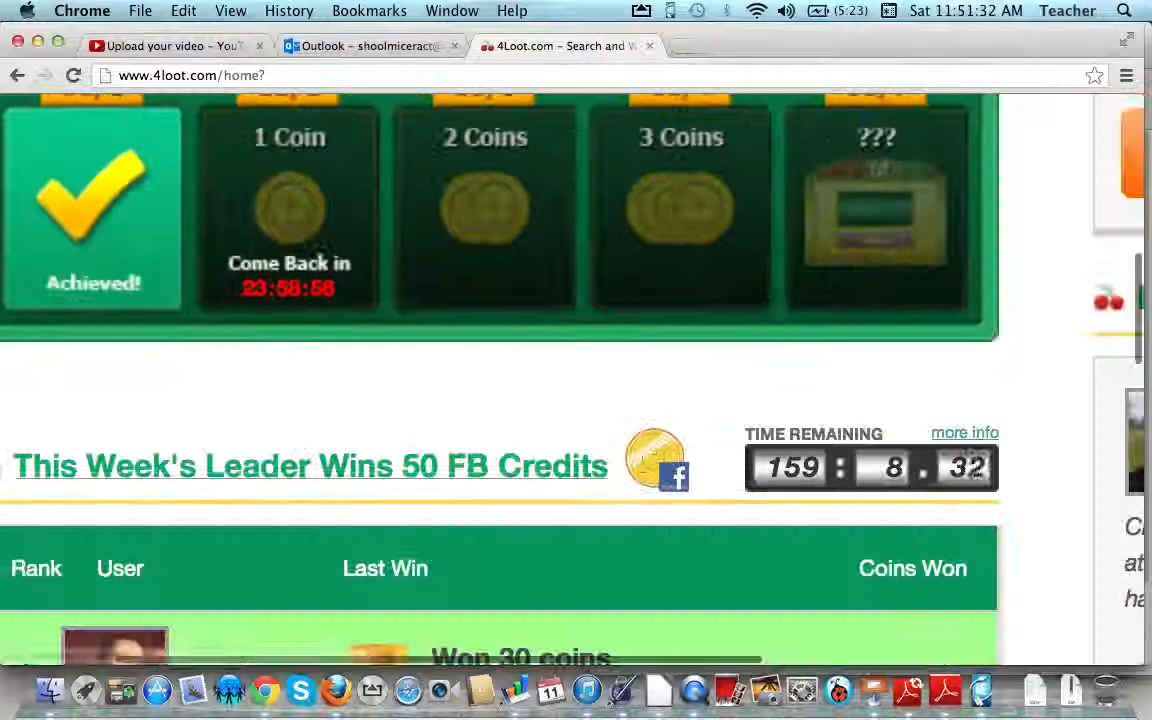 Chrome File Edit View History Bookmarks Window Help (5:23) Sat 11:51:32 AM Teacher
Upload your video – You Outlook – shoolmiceract@ 4Loot.com – Search and W
www.4loot.com/home?
1 Coin 2 Coins 3 Coins ???
Come Back in
Achieved! 23:58:56
TIME REMAINING more info
This Week's Leader Wins 50 FB Credits 159 : 8 . 32
Rank User Last Win Coins Won
Won 30 coins